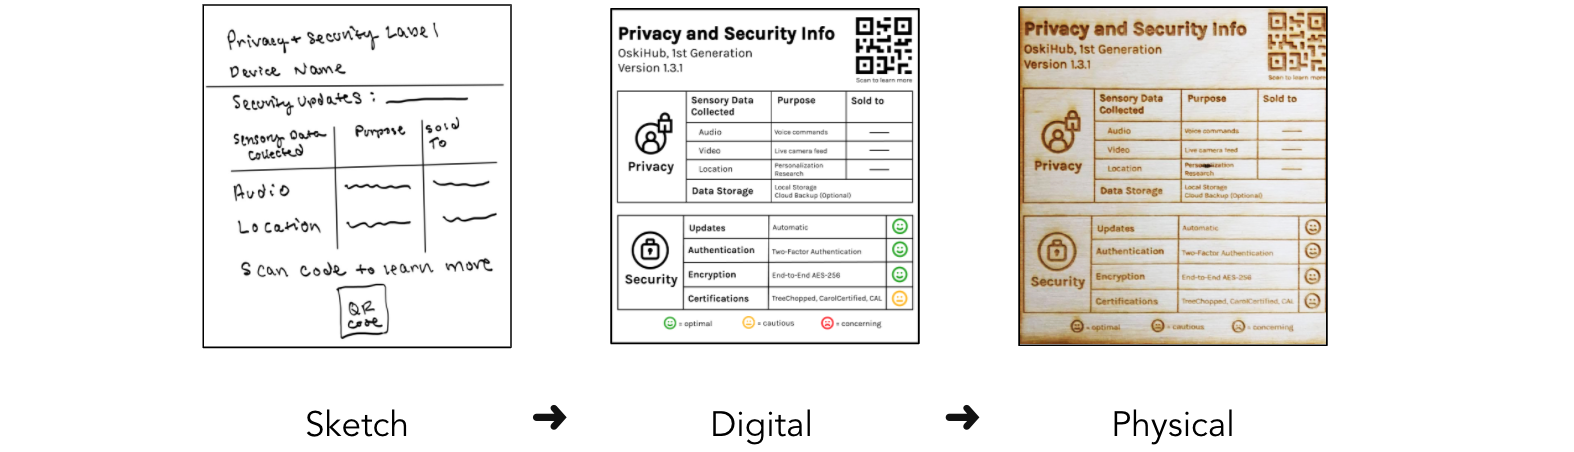 Privacy + Security Label
Device Name
Security Updates:
Sensory Data Collected
Purpose
Sold To
Audio
Location
Scan code to learn more
QR code
Privacy and Security Info
OskiHub, 1st Generation
Version 1.3.1
Scan to learn more
Sensory Data Collected
Purpose
Sold to
Privacy
Audio
Voice commands
Video
Live camera feed
Location
Personalization
Research
Data Storage
Local Storage
Cloud Backup (Optional)
Security
Updates
Automatic
Authentication
Two-Factor Authentication
Encryption
End-to-End AES-256
Certifications
TreeChopped, CarolCertified, CAL
= optimal
= cautious
= concerning
Privacy and Security Info
OskiHub, 1st Generation
Version 1.3.1
Scan to learn more
Sensory Data Collected
Purpose
Sold to
Privacy
Audio
Voice commands
Video
Live camera feed
Location
Personalization
Research
Data Storage
Local Storage
Cloud Backup (Optional)
Security
Updates
Automatic
Authentication
Two-Factor Authentication
Encryption
End-to-End AES-256
Certifications
TreeChopped, CarolCertified, CAL
= optimal
= cautious
= concerning
Sketch ➜ Digital ➜ Physical